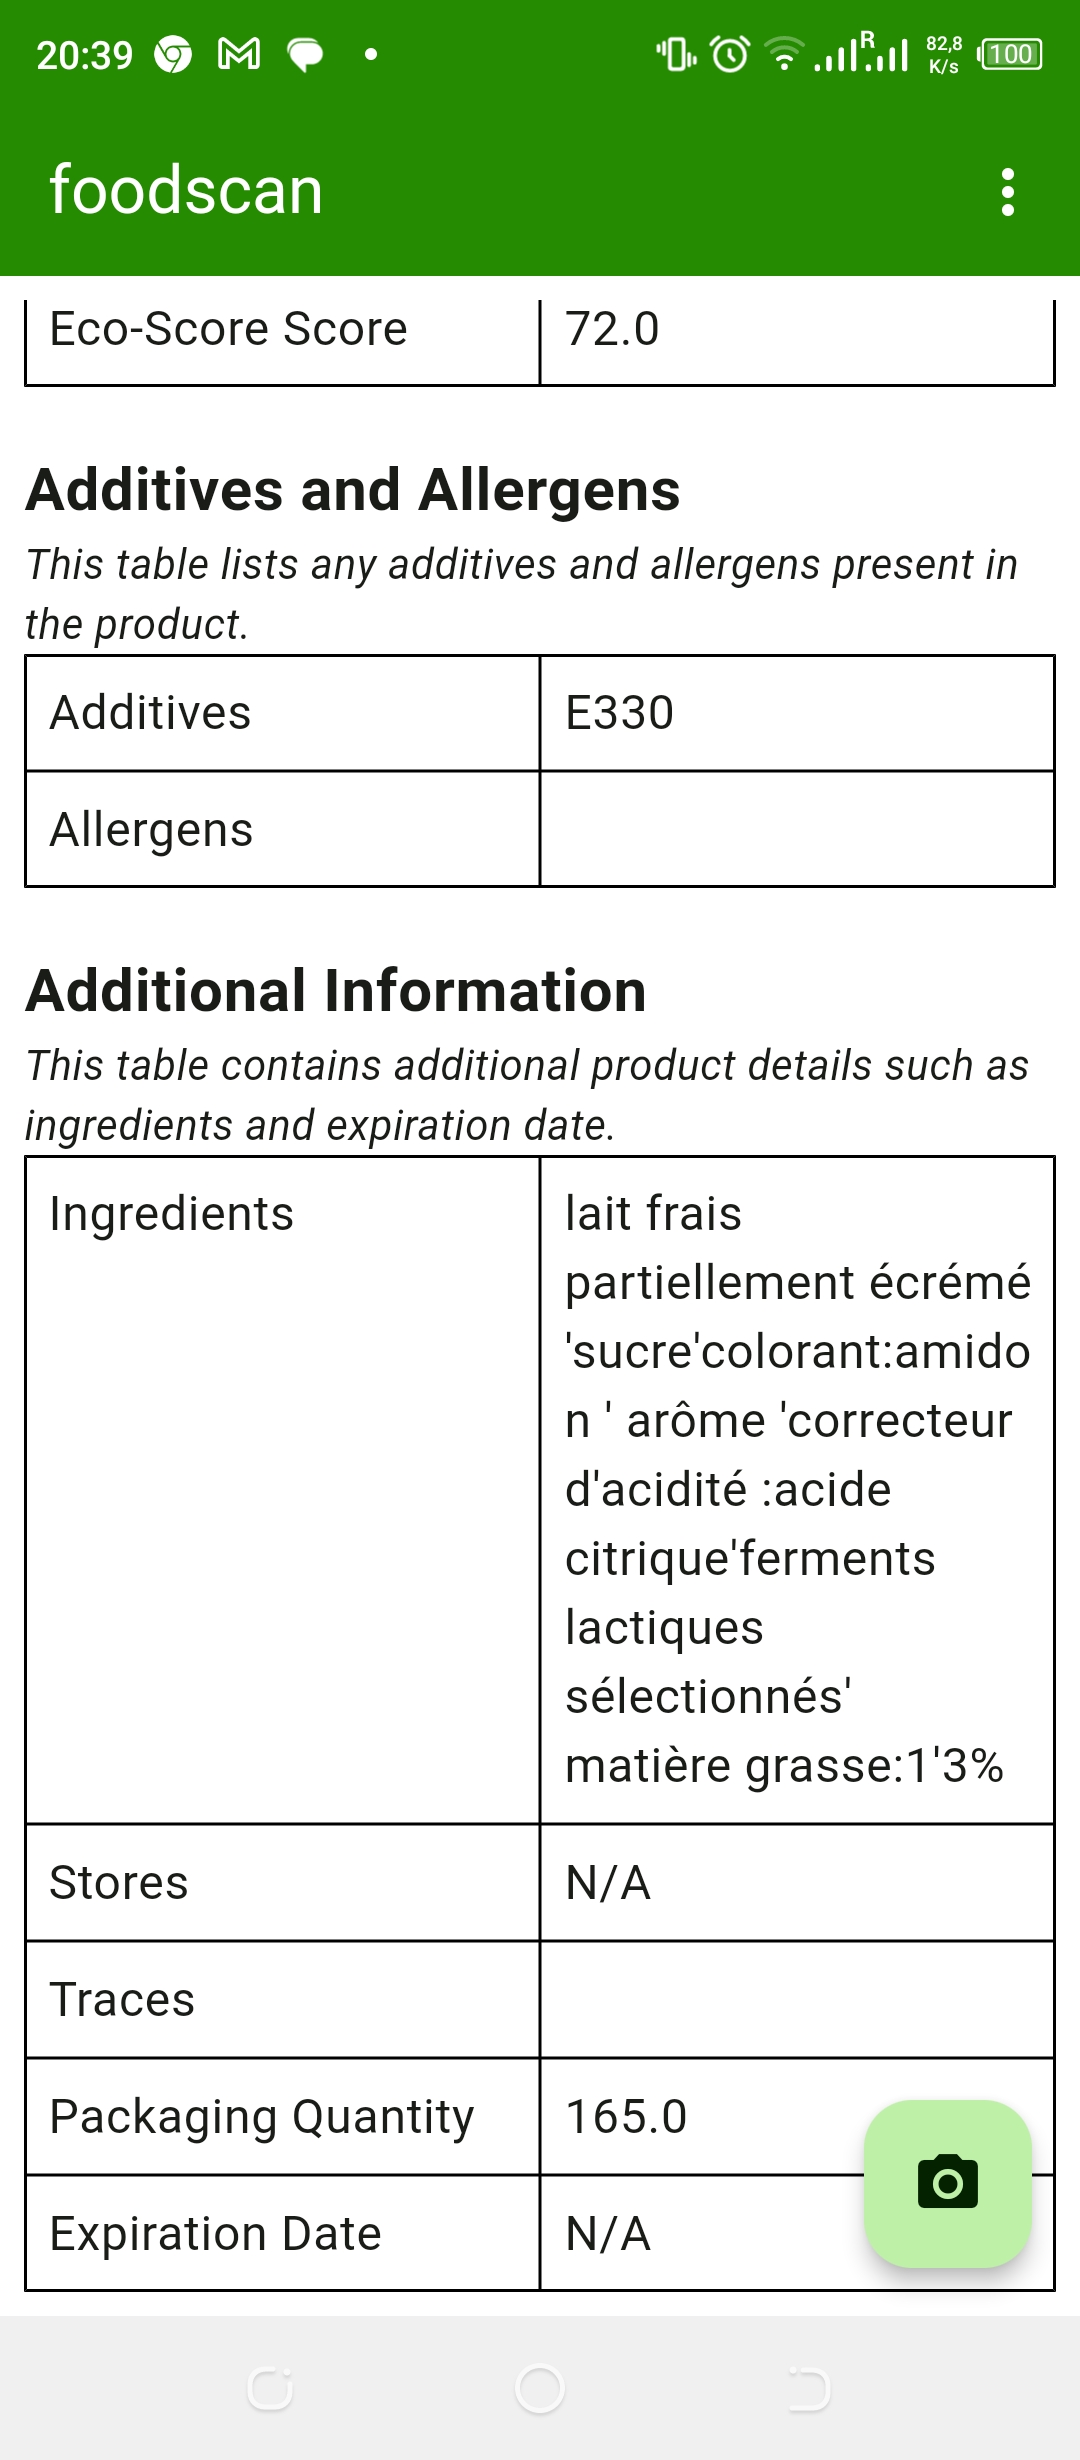 20:39
R
82,8
K/s
100
foodscan
Eco-Score Score
72.0
Additives and Allergens
This table lists any additives and allergens present in
the product.
Additives
E330
Allergens
Additional Information
This table contains additional product details such as
ingredients and expiration date.
Ingredients
lait frais
partiellement écrémé
'sucre'colorant:amido
n ' arôme 'correcteur
d'acidité :acide
citrique'ferments
lactiques
sélectionnés'
matière grasse:1'3%
Stores
N/A
Traces
Packaging Quantity
165.0
Expiration Date
N/A